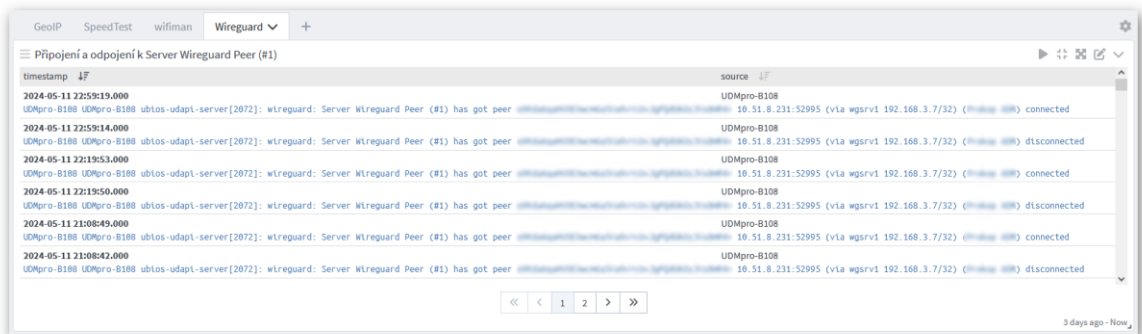 GeoIP SpeedTest wifiman Wireguard +
Připojení a odpojení k Server Wireguard Peer (#1)
timestamp source
2024-05-11 22:59:19.000 UDMpro-B108
UDMpro-B108 UDMpro-B108 ubios-udapi-server[2072]: wireguard: Server Wireguard Peer (#1) has got peer 10.51.8.231:52995 (via wgsrv1 192.168.3.7/32) ( ) connected
2024-05-11 22:59:14.000 UDMpro-B108
UDMpro-B108 UDMpro-B108 ubios-udapi-server[2072]: wireguard: Server Wireguard Peer (#1) has got peer 10.51.8.231:52995 (via wgsrv1 192.168.3.7/32) ( ) disconnected
2024-05-11 22:19:53.000 UDMpro-B108
UDMpro-B108 UDMpro-B108 ubios-udapi-server[2072]: wireguard: Server Wireguard Peer (#1) has got peer 10.51.8.231:52995 (via wgsrv1 192.168.3.7/32) ( ) connected
2024-05-11 22:19:50.000 UDMpro-B108
UDMpro-B108 UDMpro-B108 ubios-udapi-server[2072]: wireguard: Server Wireguard Peer (#1) has got peer 10.51.8.231:52995 (via wgsrv1 192.168.3.7/32) ( ) disconnected
2024-05-11 21:08:49.000 UDMpro-B108
UDMpro-B108 UDMpro-B108 ubios-udapi-server[2072]: wireguard: Server Wireguard Peer (#1) has got peer 10.51.8.231:52995 (via wgsrv1 192.168.3.7/32) ( ) connected
2024-05-11 21:08:42.000 UDMpro-B108
UDMpro-B108 UDMpro-B108 ubios-udapi-server[2072]: wireguard: Server Wireguard Peer (#1) has got peer 10.51.8.231:52995 (via wgsrv1 192.168.3.7/32) ( ) disconnected
« < 1 2 > »
3 days ago - Now